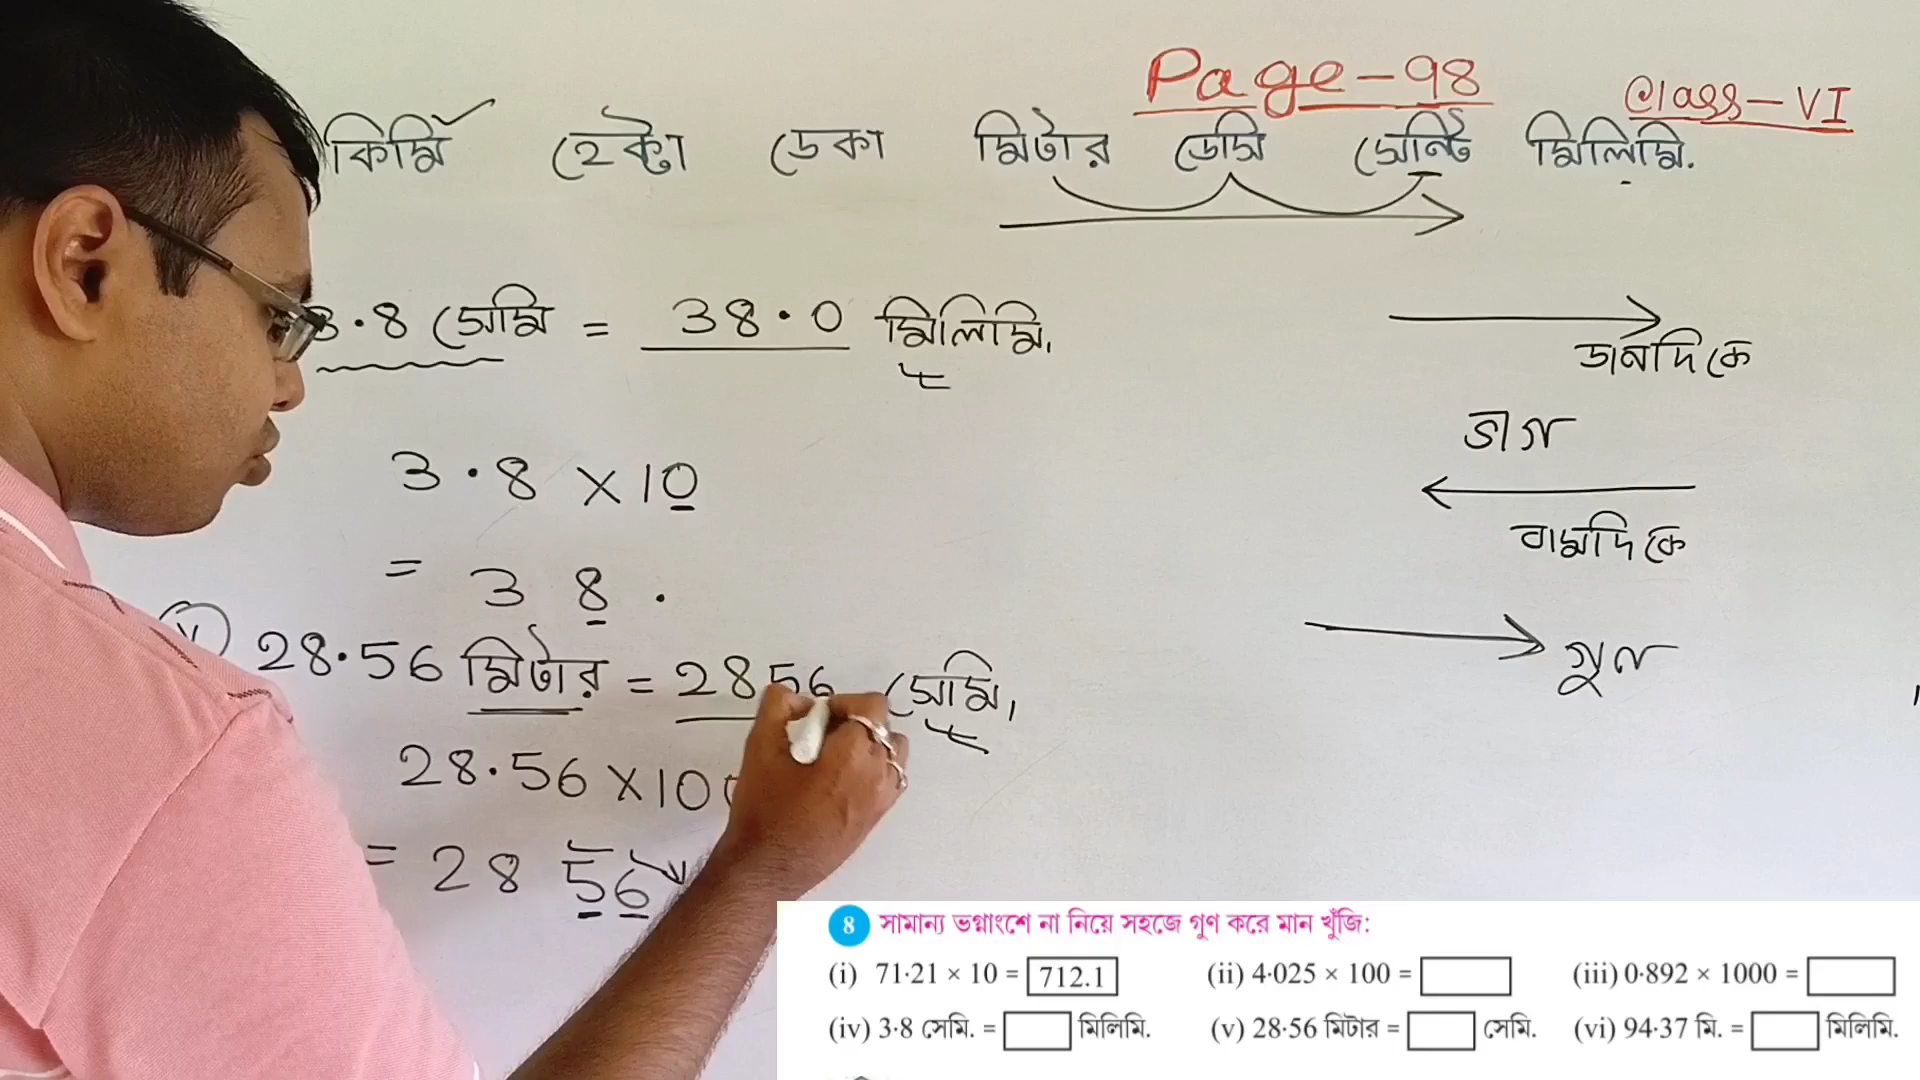 Page-98
Class-VI
কিমি হেক্টো ডেকা মিটার ডেসি সেন্টি মিলিমি.
3.8 সেমি = 38.0 মিলিমি.
ডানদিকে
ভাগ
3.8 × 10
বামদিকে
= 38.
গুণ
28.56 মিটার = 2856 সেমি.
28.56 × 10
= 28 56
8 সামান্য ভগ্নাংশে না নিয়ে সহজে গুণ করে মান খুঁজি:
(i) 71·21 × 10 = 712.1 (ii) 4·025 × 100 = (iii) 0·892 × 1000 =
(iv) 3·8 সেমি. = মিলিমি. (v) 28·56 মিটার = সেমি. (vi) 94·37 মি. = মিলিমি.